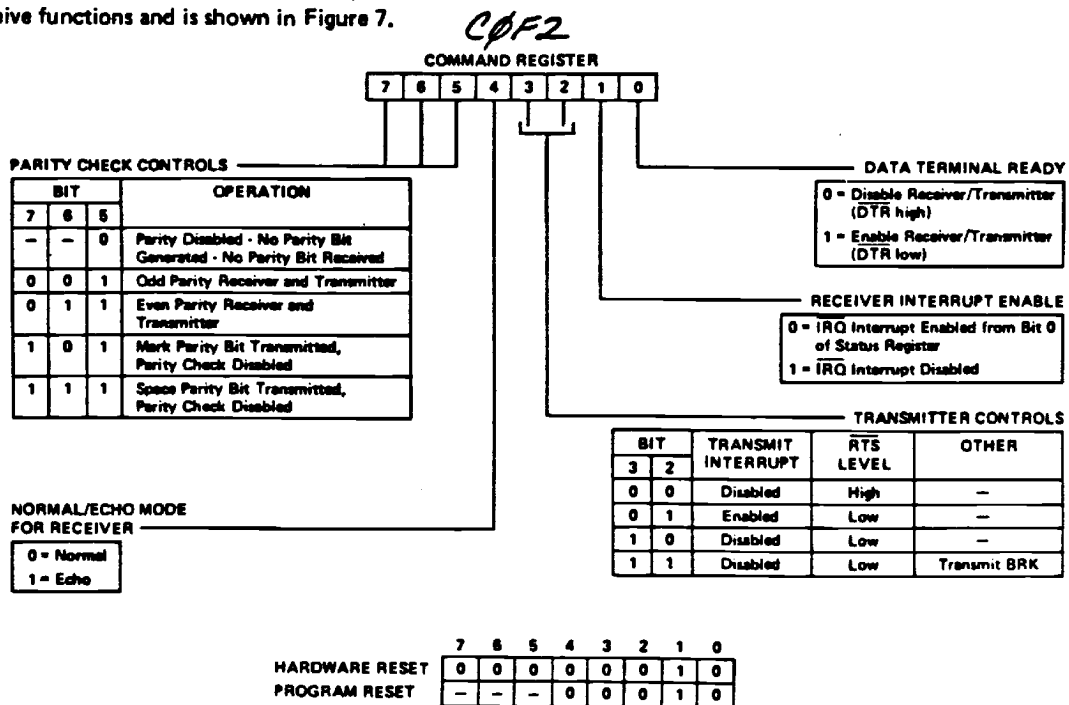 eive functions and is shown in Figure 7.
CØF2
COMMAND REGISTER
7 6 5 4 3 2 1 0
PARITY CHECK CONTROLS
BIT OPERATION
7 6 5
– – 0 Parity Disabled - No Parity Bit
Generated - No Parity Bit Received
0 0 1 Odd Parity Receiver and Transmitter
0 1 1 Even Parity Receiver and
Transmitter
1 0 1 Mark Parity Bit Transmitted,
Parity Check Disabled
1 1 1 Space Parity Bit Transmitted,
Parity Check Disabled
NORMAL/ECHO MODE
FOR RECEIVER
0 = Normal
1 = Echo
DATA TERMINAL READY
0 = Disable Receiver/Transmitter
(DTR high)
1 = Enable Receiver/Transmitter
(DTR low)
RECEIVER INTERRUPT ENABLE
0 = IRQ Interrupt Enabled from Bit 0
of Status Register
1 = IRQ Interrupt Disabled
TRANSMITTER CONTROLS
BIT TRANSMIT RTS OTHER
3 2 INTERRUPT LEVEL
0 0 Disabled High –
0 1 Enabled Low –
1 0 Disabled Low –
1 1 Disabled Low Transmit BRK
7 6 5 4 3 2 1 0
HARDWARE RESET 0 0 0 0 0 0 1 0
PROGRAM RESET – – – 0 0 0 1 0